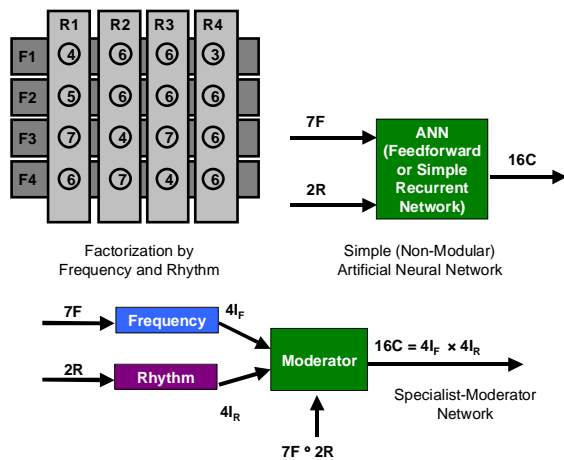 R1 R2 R3 R4
F1 4 6 6 3
F2 5 6 6 6
F3 7 4 7 6
F4 6 7 4 6
Factorization by
Frequency and Rhythm
7F
2R
ANN
(Feedforward
or Simple
Recurrent
Network)
16C
Simple (Non-Modular)
Artificial Neural Network
7F
Frequency
4I_F
2R
Rhythm
4I_R
Moderator
16C = 4I_F × 4I_R
Specialist-Moderator
Network
7F º 2R